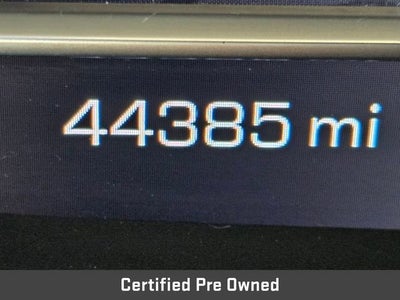 44385 mi
Certified Pre Owned